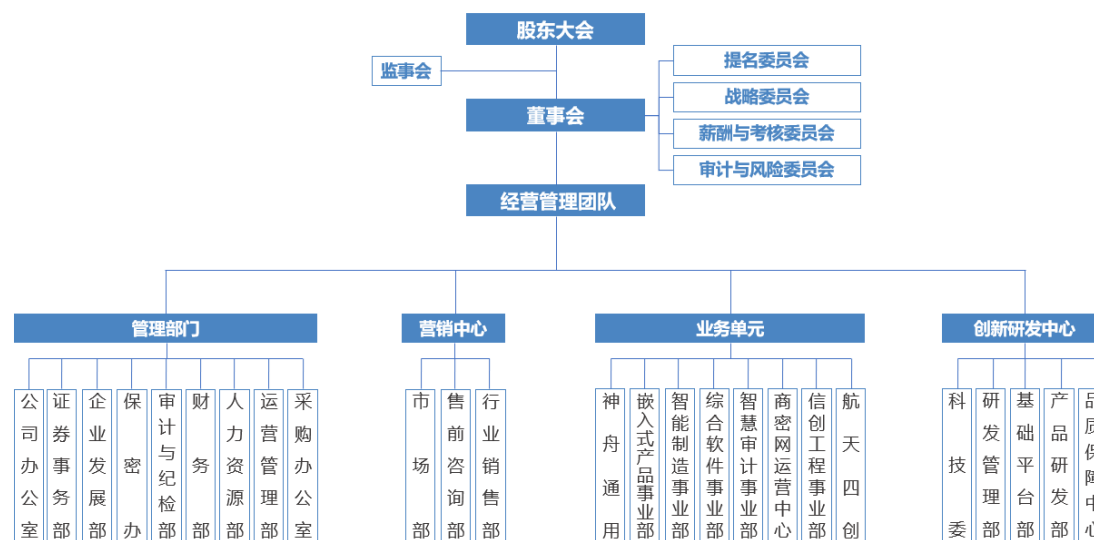 股东大会
监事会
提名委员会
战略委员会
董事会
薪酬与考核委员会
审计与风险委员会
经营管理团队
管理部门
营销中心
业务单元
创新研发中心
公司办公室
证券事务部
企业发展部
保密办
审计与纪检部
财务部
人力资源部
运营管理部
采购办公室
市场部
售前咨询部
行业销售部
神舟通用
嵌入式产品事业部
智能制造事业部
综合软件事业部
智慧审计事业部
商密网运营中心
信创工程事业部
航天四创
科技委
研发管理部
基础平台部
产品研发部
品质保障中心